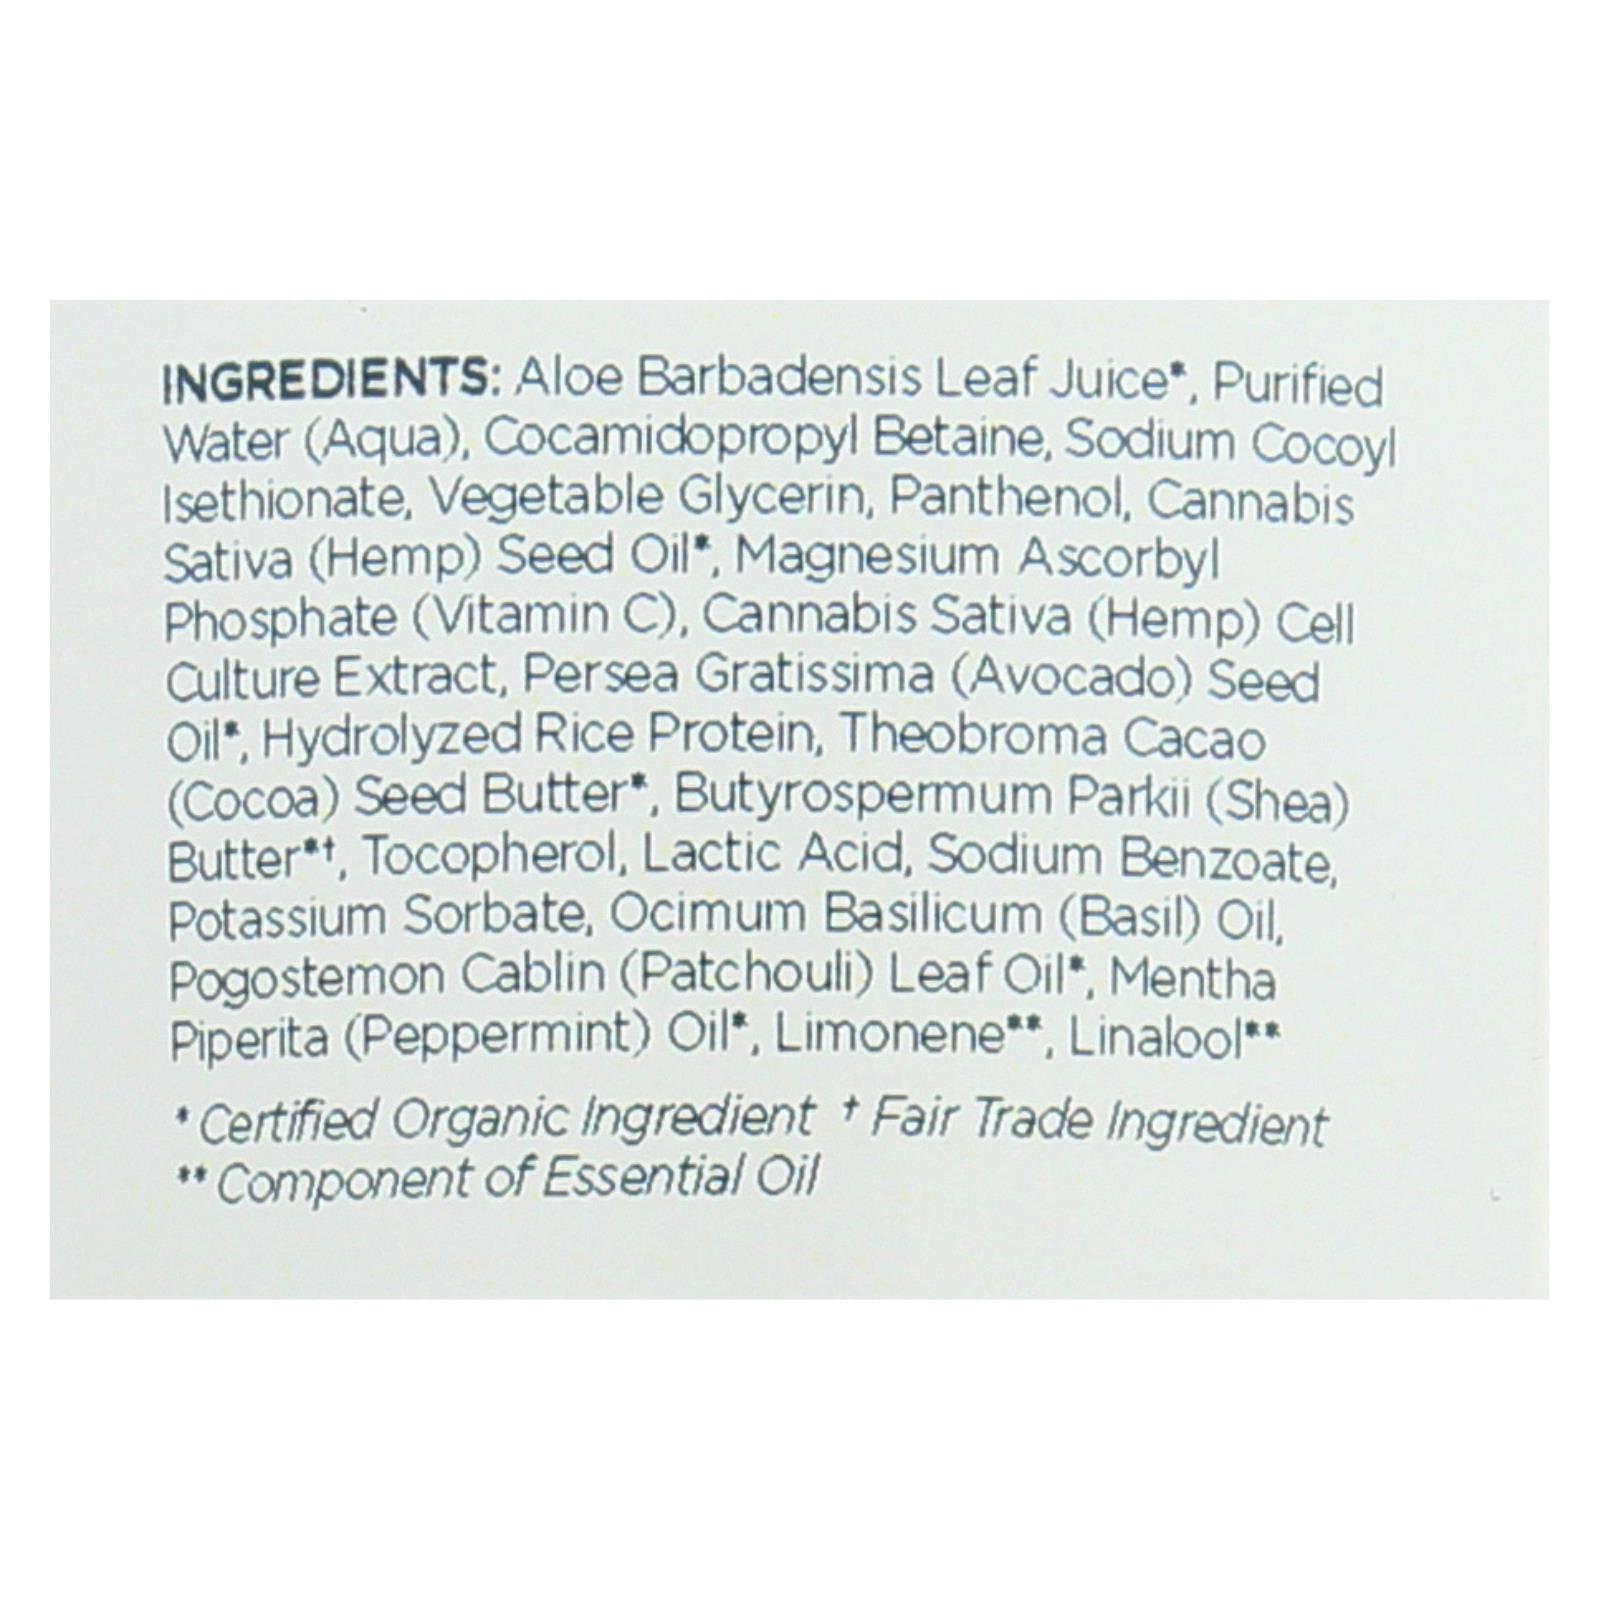 INGREDIENTS: Aloe Barbadensis Leaf Juice*, Purified
Water (Aqua), Cocamidopropyl Betaine, Sodium Cocoyl
Isethionate, Vegetable Glycerin, Panthenol, Cannabis
Sativa (Hemp) Seed Oil*, Magnesium Ascorbyl
Phosphate (Vitamin C), Cannabis Sativa (Hemp) Cell
Culture Extract, Persea Gratissima (Avocado) Seed
Oil*, Hydrolyzed Rice Protein, Theobroma Cacao
(Cocoa) Seed Butter*, Butyrospermum Parkii (Shea)
Butter*†, Tocopherol, Lactic Acid, Sodium Benzoate,
Potassium Sorbate, Ocimum Basilicum (Basil) Oil,
Pogostemon Cablin (Patchouli) Leaf Oil*, Mentha
Piperita (Peppermint) Oil*, Limonene**, Linalool**
* Certified Organic Ingredient † Fair Trade Ingredient
** Component of Essential Oil